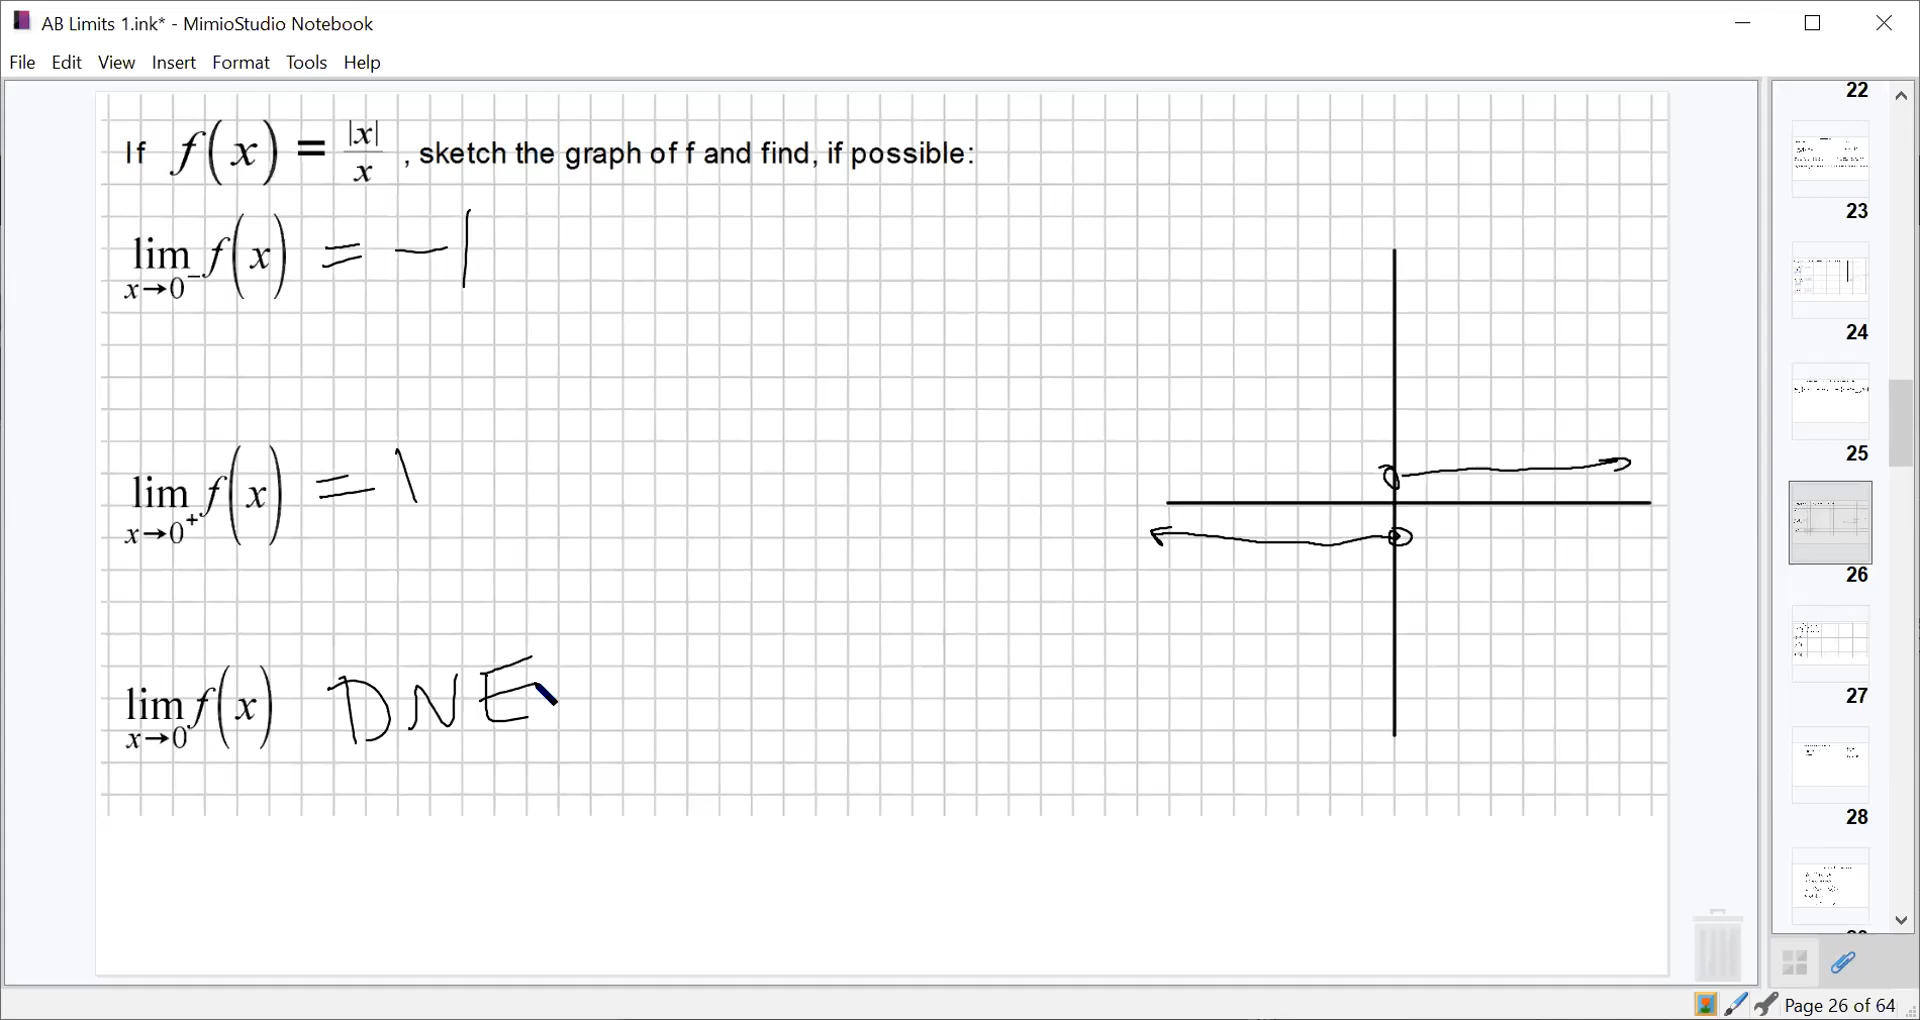 AB Limits 1.ink* - MimioStudio Notebook
File Edit View Insert Format Tools Help
If f(x) = |x|/x , sketch the graph of f and find, if possible:
lim x→0⁻ f(x) = -1
lim x→0⁺ f(x) = 1
lim x→0 f(x) DNE
22
23
24
25
26
27
28
Page 26 of 64